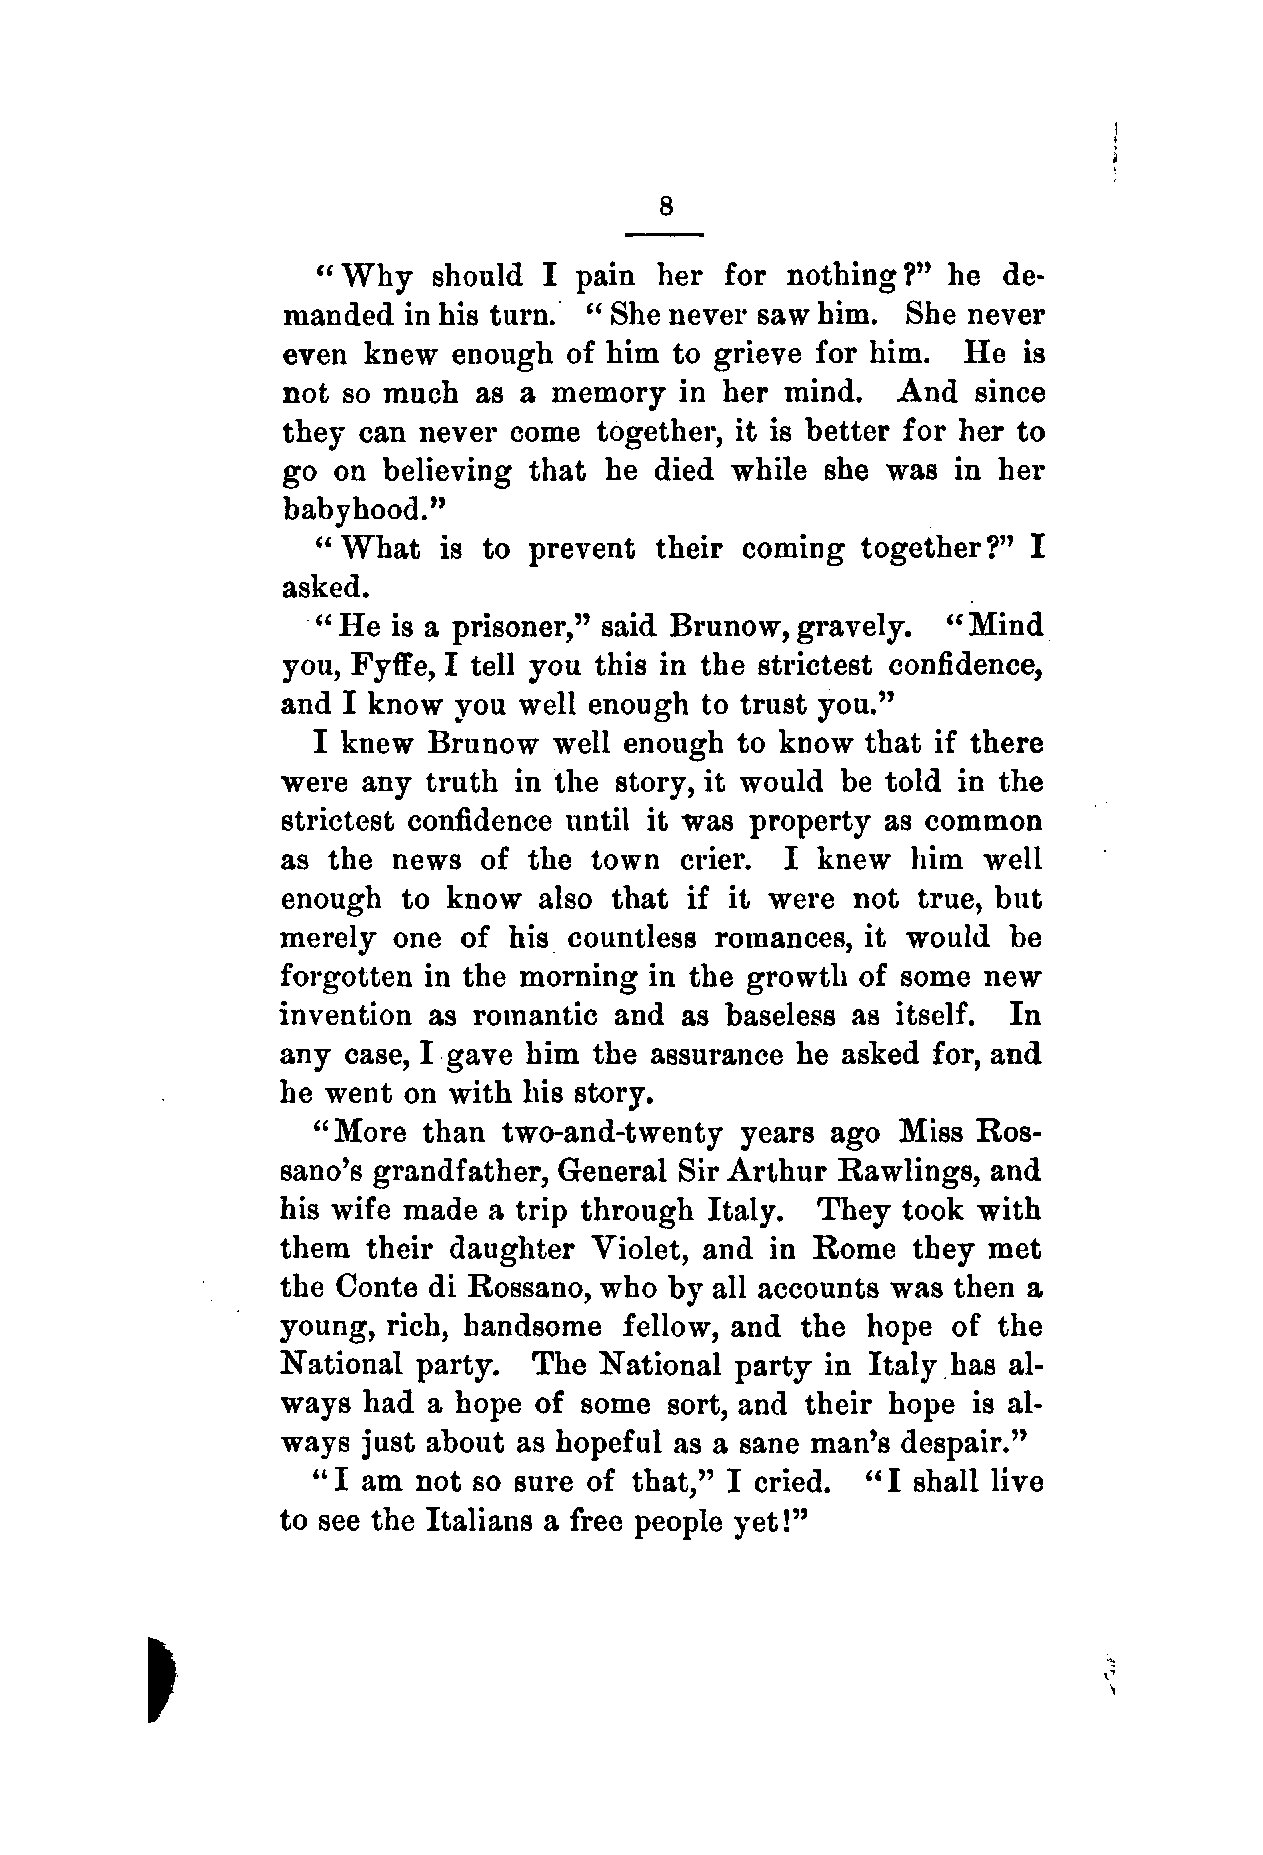 8
“Why should I pain her for nothing?” he de-
manded in his turn. “She never saw him. She never
even knew enough of him to grieve for him. He is
not so much as a memory in her mind. And since
they can never come together, it is better for her to
go on believing that he died while she was in her
babyhood.”
“What is to prevent their coming together?” I
asked.
“He is a prisoner,” said Brunow, gravely. “Mind
you, Fyffe, I tell you this in the strictest confidence,
and I know you well enough to trust you.”
I knew Brunow well enough to know that if there
were any truth in the story, it would be told in the
strictest confidence until it was property as common
as the news of the town crier. I knew him well
enough to know also that if it were not true, but
merely one of his countless romances, it would be
forgotten in the morning in the growth of some new
invention as romantic and as baseless as itself. In
any case, I gave him the assurance he asked for, and
he went on with his story.
“More than two-and-twenty years ago Miss Ros-
sano’s grandfather, General Sir Arthur Rawlings, and
his wife made a trip through Italy. They took with
them their daughter Violet, and in Rome they met
the Conte di Rossano, who by all accounts was then a
young, rich, handsome fellow, and the hope of the
National party. The National party in Italy has al-
ways had a hope of some sort, and their hope is al-
ways just about as hopeful as a sane man’s despair.”
“I am not so sure of that,” I cried. “I shall live
to see the Italians a free people yet!”